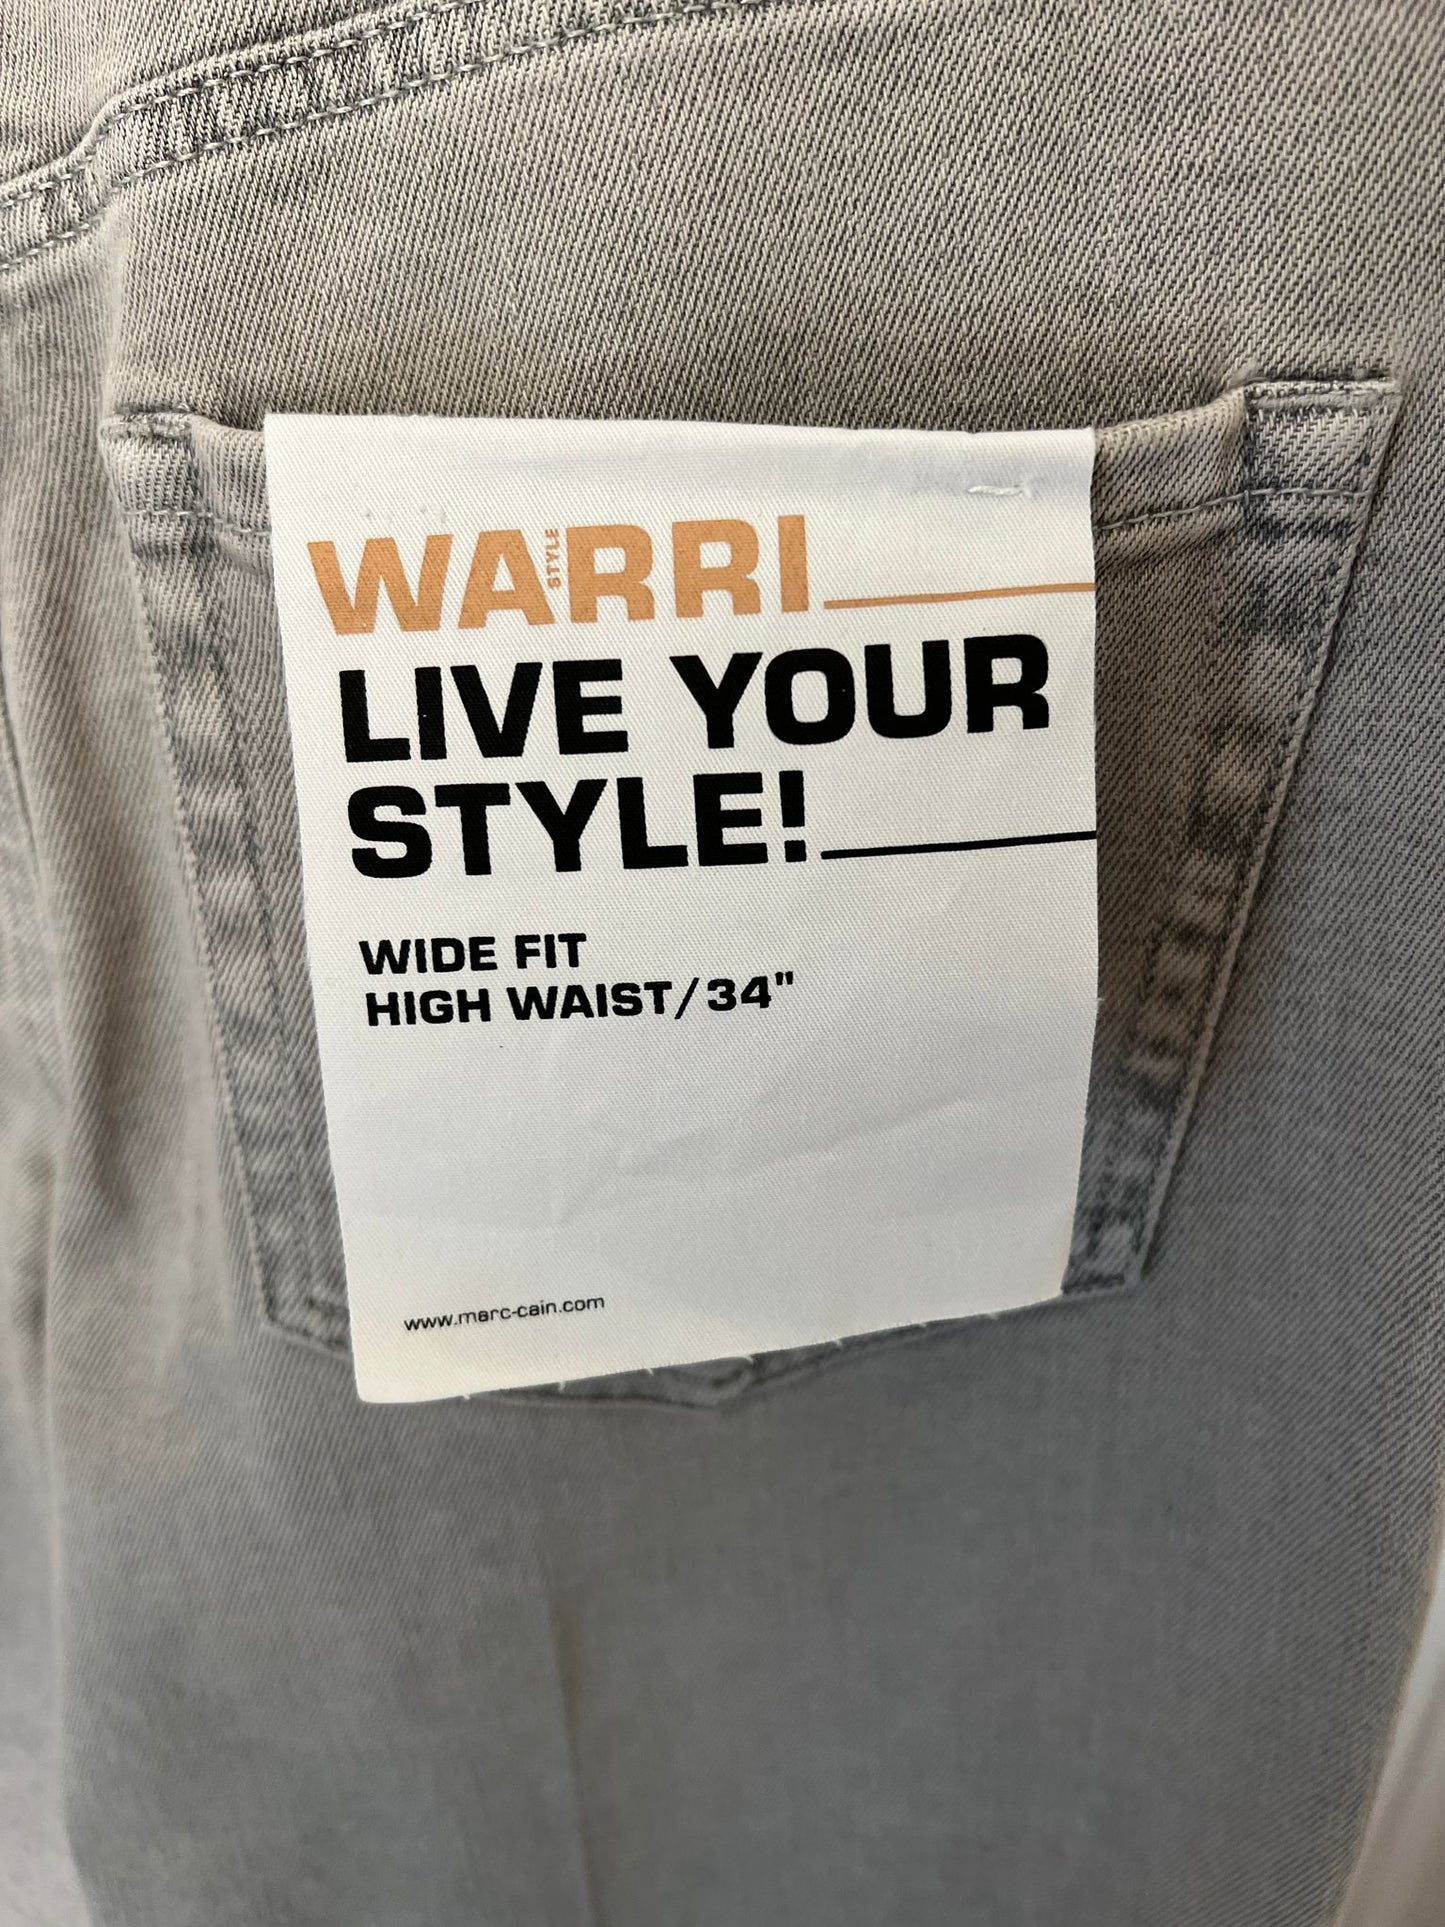 STYLE
WARRI
LIVE YOUR
STYLE!
WIDE FIT
HIGH WAIST/34"
www.marc-cain.com